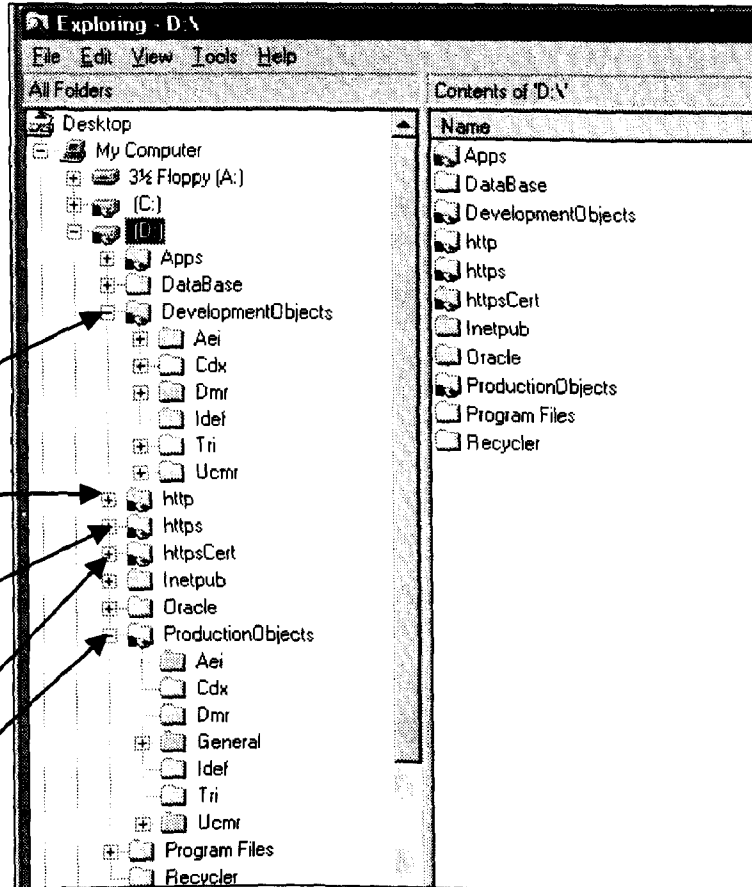 Exploring - D:\
File Edit View Tools Help
All Folders
Contents of 'D:\'
Desktop
My Computer
3½ Floppy (A:)
(C:)
(D:)
Apps
DataBase
DevelopmentObjects
Aei
Cdx
Dmr
Idef
Tri
Ucmr
http
https
httpsCert
Inetpub
Oracle
ProductionObjects
Aei
Cdx
Dmr
General
Idef
Tri
Ucmr
Program Files
Recycler
Name
Apps
DataBase
DevelopmentObjects
http
https
httpsCert
Inetpub
Oracle
ProductionObjects
Program Files
Recycler